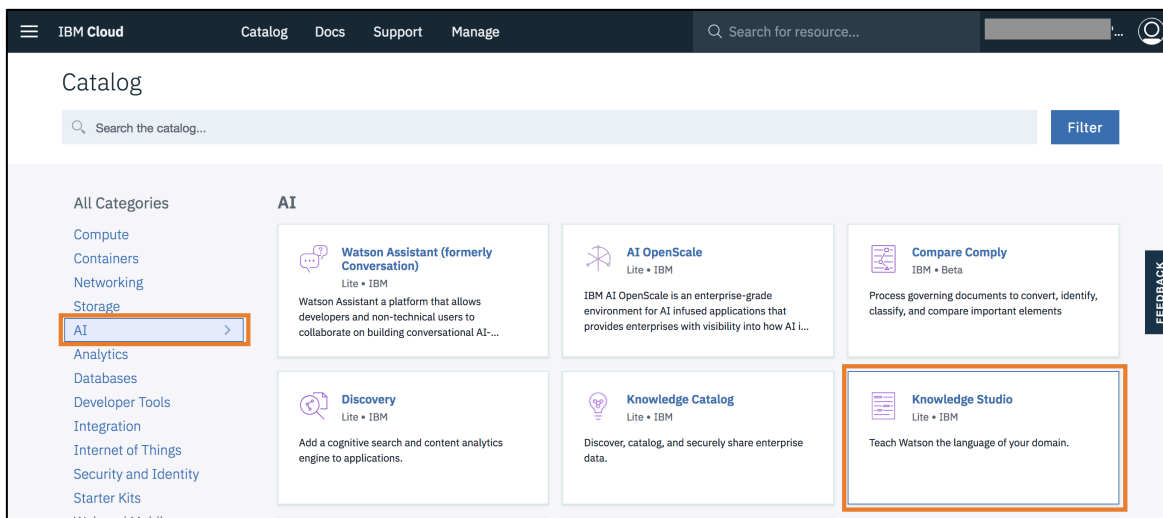 IBM Cloud
Catalog Docs Support Manage
Search for resource...
'...
Catalog
Search the catalog...
Filter
All Categories
Compute
Containers
Networking
Storage
AI
Analytics
Databases
Developer Tools
Integration
Internet of Things
Security and Identity
Starter Kits
AI
Watson Assistant (formerly
Conversation)
Lite • IBM
Watson Assistant a platform that allows
developers and non-technical users to
collaborate on building conversational AI-...
AI OpenScale
Lite • IBM
IBM AI OpenScale is an enterprise-grade
environment for AI infused applications that
provides enterprises with visibility into how AI i...
Compare Comply
IBM • Beta
Process governing documents to convert, identify,
classify, and compare important elements
Discovery
Lite • IBM
Add a cognitive search and content analytics
engine to applications.
Knowledge Catalog
Lite • IBM
Discover, catalog, and securely share enterprise
data.
Knowledge Studio
Lite • IBM
Teach Watson the language of your domain.
FEEDBACK